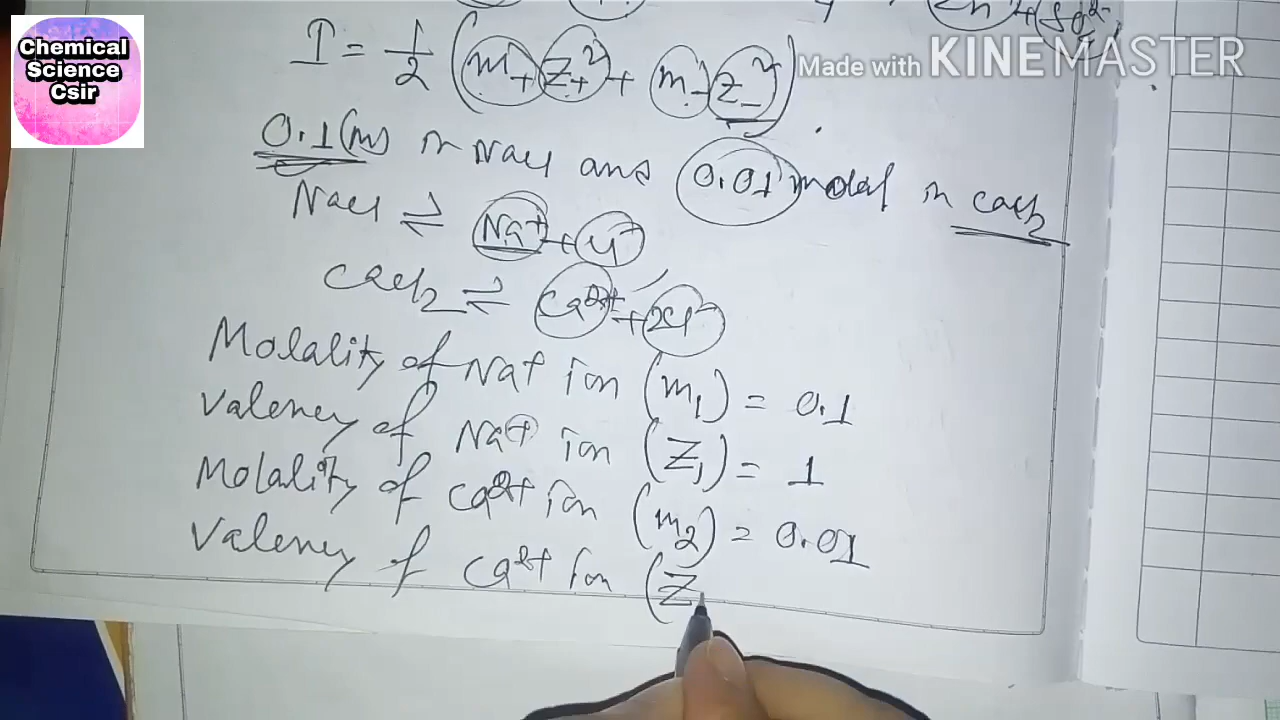 Chemical
Science
Csir
Made with KINEMASTER
I = 1/2 (m+ z+² + m- z-²)
0.1(m) in NaCl and 0.01 molal in CaCl2
NaCl ⇌ Na+ + Cl-
CaCl2 ⇌ Ca2+ + 2Cl-
Molality of Na+ ion (m1) = 0.1
Valency of Na+ ion (Z1) = 1
Molality of Ca2+ ion (m2) = 0.01
Valency of Ca2+ ion (Z